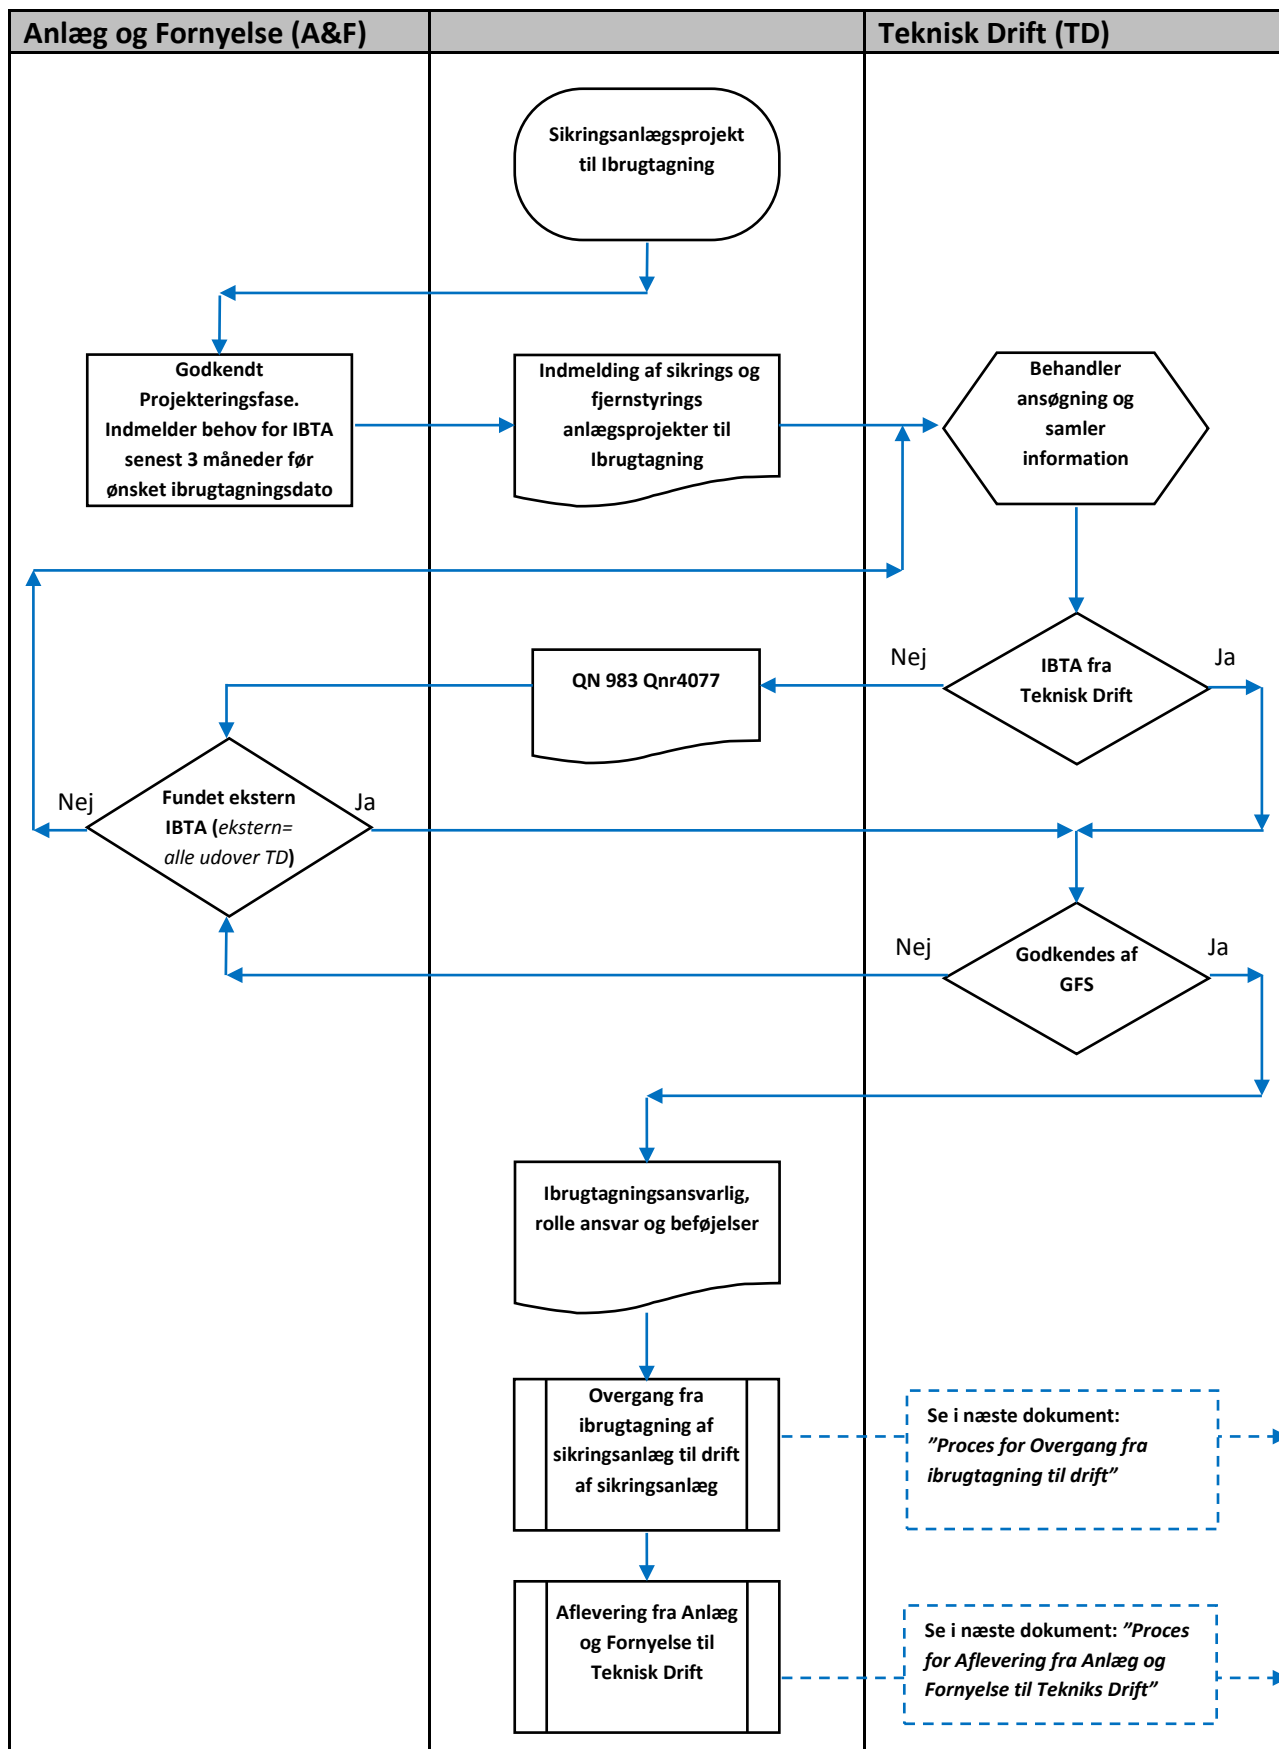 Anlæg og Fornyelse (A&F)
Teknisk Drift (TD)
Sikringsanlægsprojekt
til Ibrugtagning
Godkendt
Projekteringsfase.
Indmelder behov for IBTA
senest 3 måneder før
ønsket ibrugtagningsdato
Indmelding af sikrings og
fjernstyrings
anlægsprojekter til
Ibrugtagning
Behandler
ansøgning og
samler
information
Nej
IBTA fra
Teknisk Drift
Ja
QN 983 Qnr4077
Nej
Fundet ekstern
IBTA (ekstern=
alle udover TD)
Ja
Nej
Godkendes af
GFS
Ja
Ibrugtagningsansvarlig,
rolle ansvar og beføjelser
Overgang fra
ibrugtagning af
sikringsanlæg til drift
af sikringsanlæg
Se i næste dokument:
”Proces for Overgang fra
ibrugtagning til drift”
Aflevering fra Anlæg
og Fornyelse til
Teknisk Drift
Se i næste dokument: ”Proces
for Aflevering fra Anlæg og
Fornyelse til Tekniks Drift”